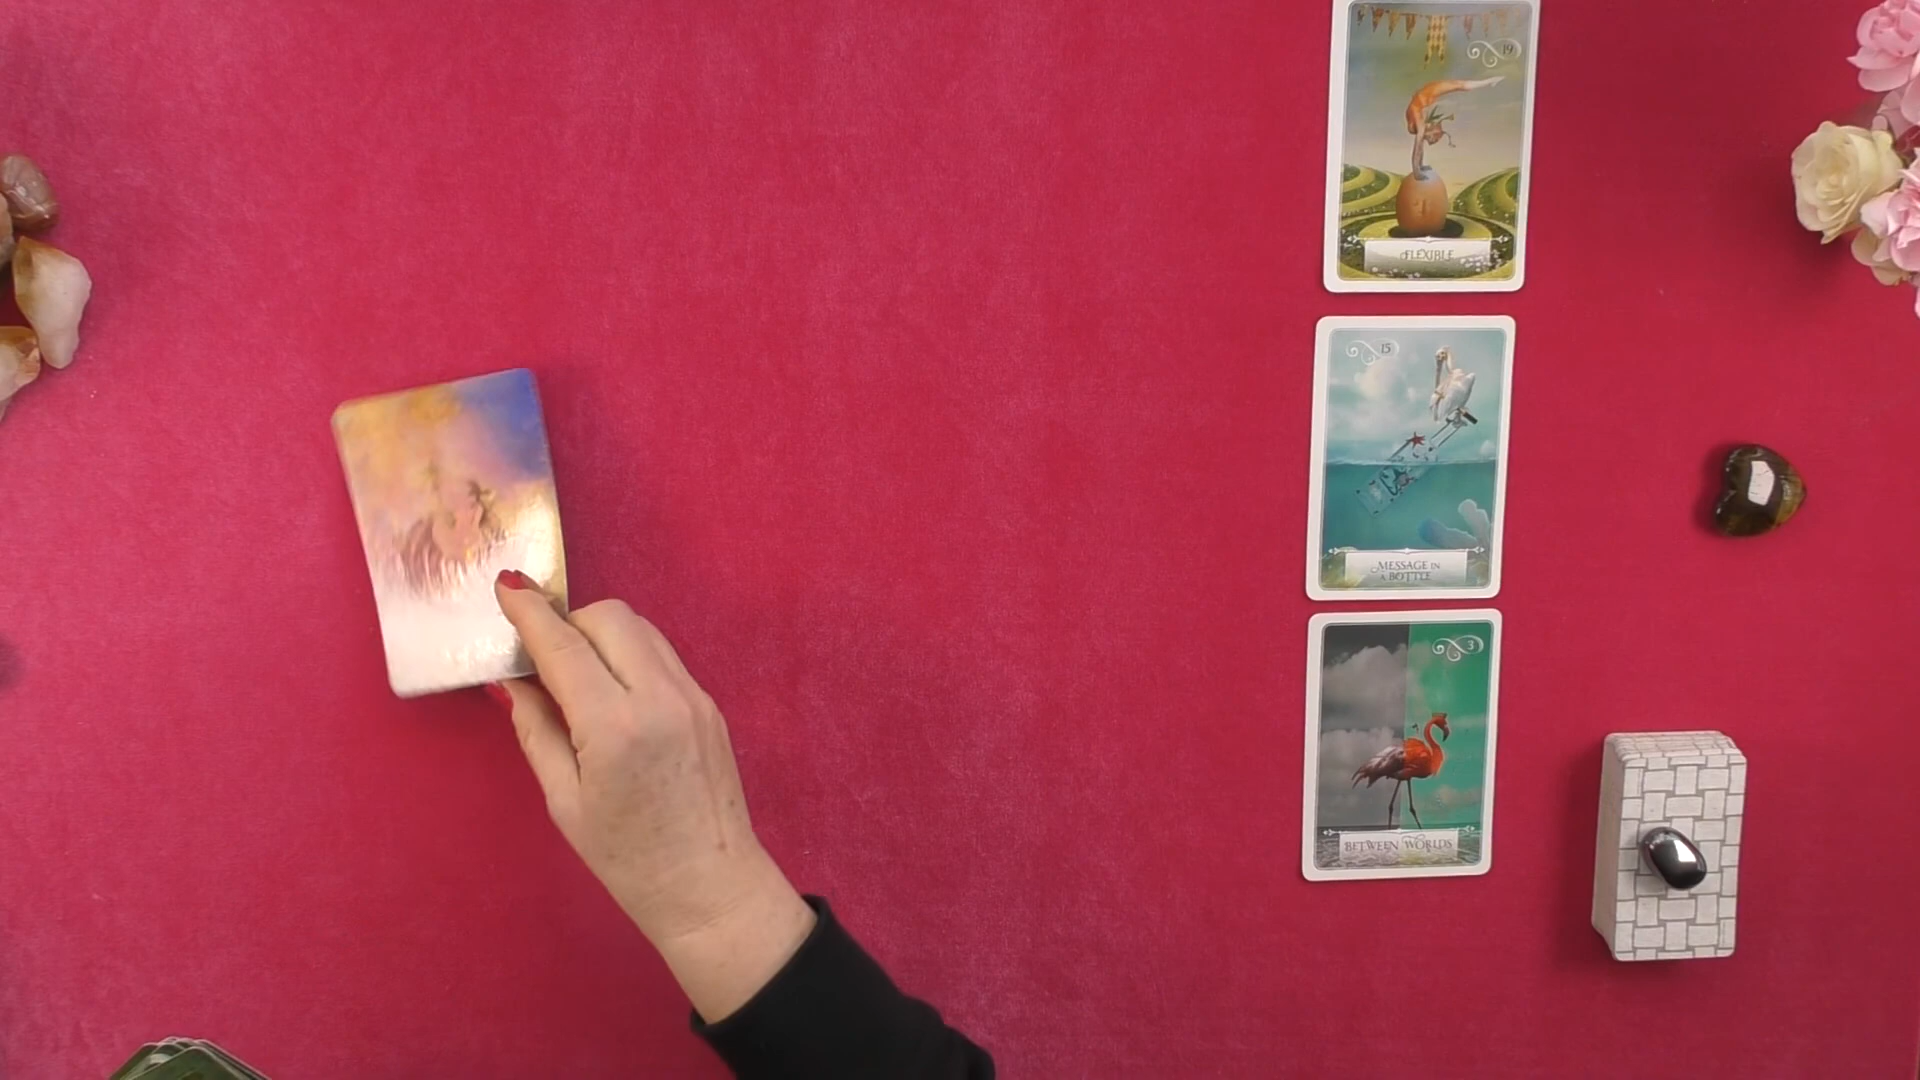 19
FLEXIBLE
15
MESSAGE IN
A BOTTLE
3
BETWEEN WORLDS